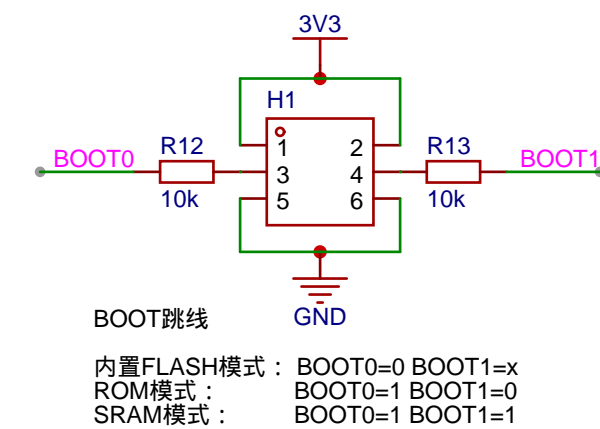 3V3
H1
BOOT0 R12 1 2 R13 BOOT1
3 4
10k 5 6 10k
BOOT跳线 GND
内置FLASH模式： BOOT0=0 BOOT1=x
ROM模式： BOOT0=1 BOOT1=0
SRAM模式： BOOT0=1 BOOT1=1